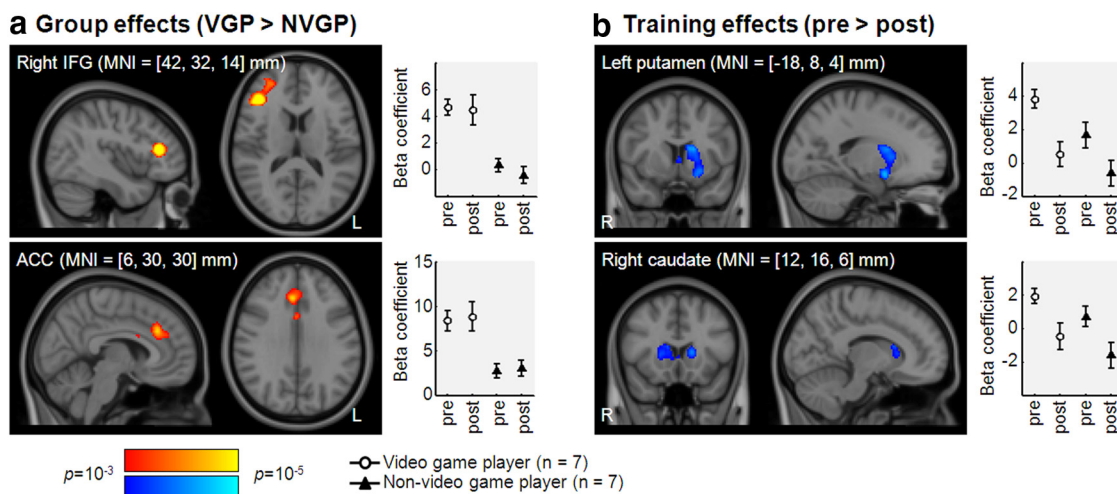 a Group effects (VGP > NVGP)
Right IFG (MNI = [42, 32, 14] mm)
L
Beta coefficient
6
4
2
0
pre
post
pre
post
ACC (MNI = [6, 30, 30] mm)
L
Beta coefficient
15
10
5
0
pre
post
pre
post
b Training effects (pre > post)
Left putamen (MNI = [-18, 8, 4] mm)
R
Beta coefficient
4
2
0
-2
pre
post
pre
post
Right caudate (MNI = [12, 16, 6] mm)
R
Beta coefficient
2
0
-2
pre
post
pre
post
p=10-3
p=10-5
Video game player (n = 7)
Non-video game player (n = 7)